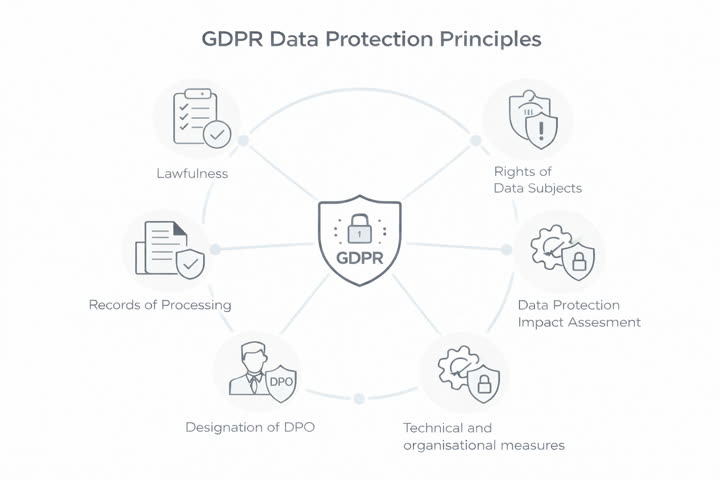 GDPR Data Protection Principles
Lawfulness
Rights of
Data Subjects
GDPR
Records of Processing
Data Protection
Impact Assesment
DPO
Designation of DPO
Technical and
organisational measures